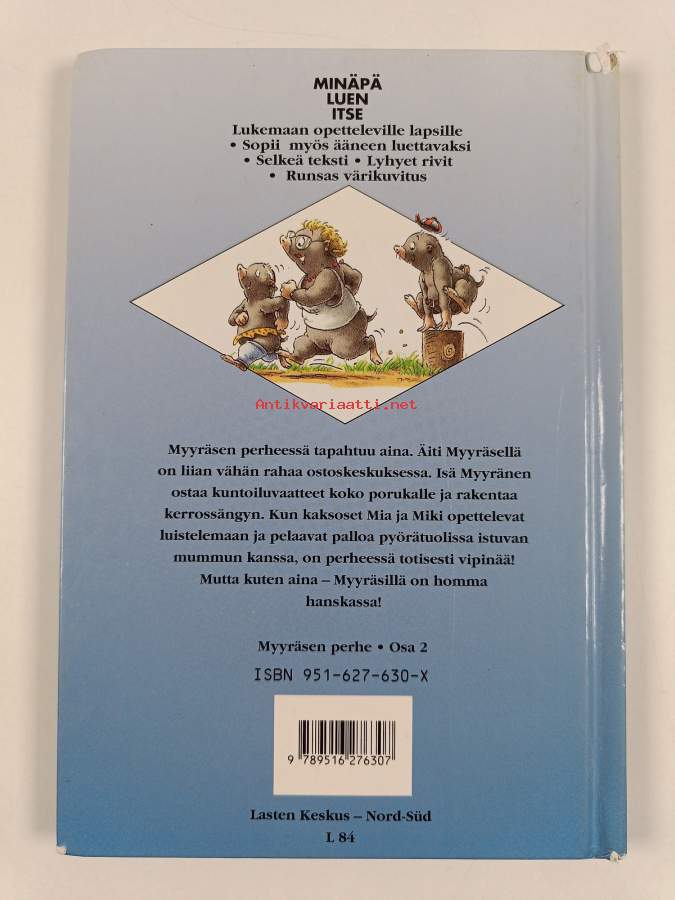 MINÄPÄ
LUEN
ITSE
Lukemaan opetteleville lapsille
• Sopii myös ääneen luettavaksi
• Selkeä teksti • Lyhyet rivit
• Runsas värikuvitus
Antikvariaatti.net
Myyräsen perheessä tapahtuu aina. Äiti Myyräsellä
on liian vähän rahaa ostoskeskuksessa. Isä Myyränen
ostaa kuntoiluvaatteet koko porukalle ja rakentaa
kerrossängyn. Kun kaksoset Mia ja Miki opettelevat
luistelemaan ja pelaavat palloa pyörätuolissa istuvan
mummun kanssa, on perheessä totisesti vipinää!
Mutta kuten aina – Myyräsillä on homma
hanskassa!
Myyräsen perhe • Osa 2
ISBN 951-627-630-X
9 789516 276307
Lasten Keskus – Nord-Süd
L 84